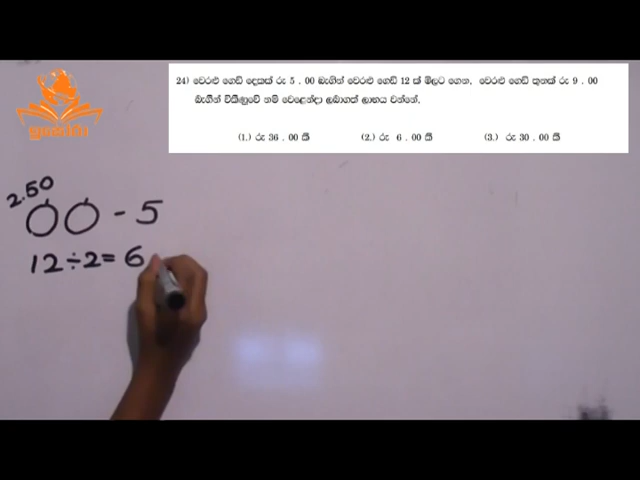 24) වෙරළු ගෙඩි දෙකක් රු 5 . 00 බැගින් වෙරළු ගෙඩි 12 ක් මිලට ගෙන, වෙරළු ගෙඩි තුනක් රු 9 . 00
බැගින් විකිණුවේ නම් වෙළෙන්දා ලබාගත් ලාභය වන්නේ.
(1.) රු 36 . 00 කි (2.) රු 6 . 00 කි (3.) රු 30 . 00 කි
2.50
- 5
12÷2= 6